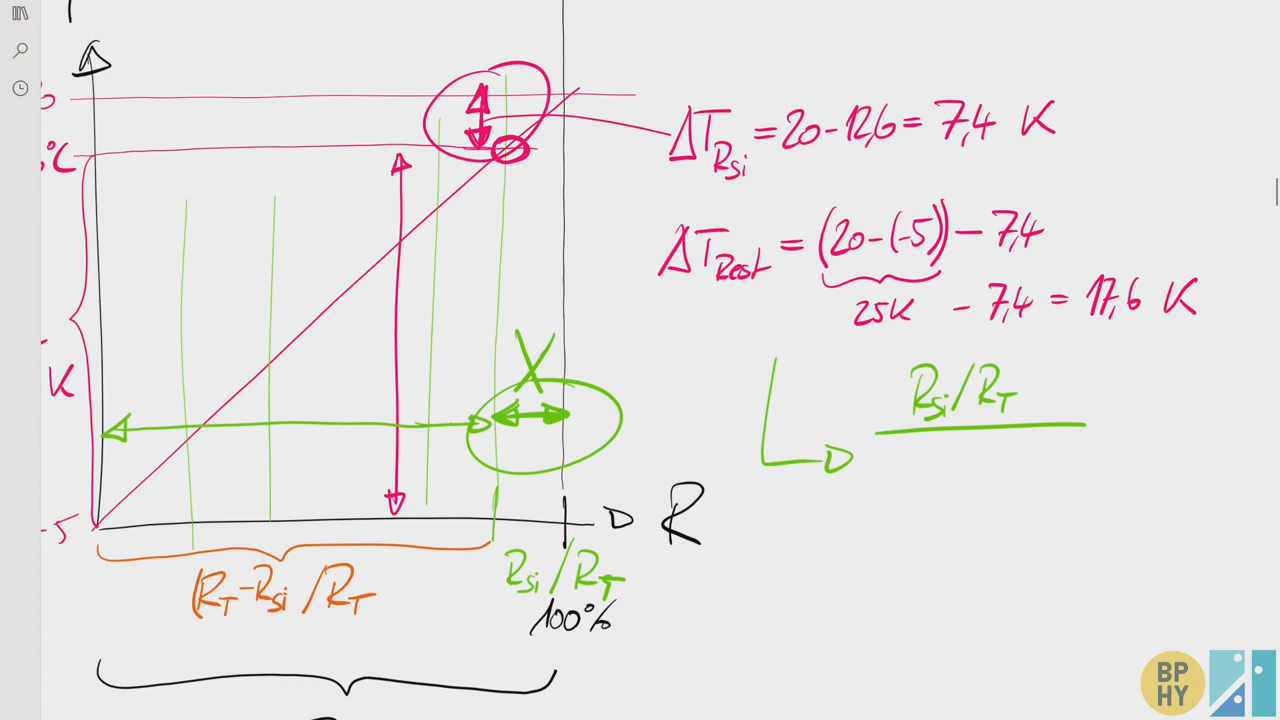 ΔT_Rsi = 20 - 12,6 = 7,4 K
°C
ΔT_Rest = (20 - (-5)) - 7,4
25K - 7,4 = 17,6 K
X
K
Rsi/RT
-5
R
(RT - Rsi /RT
Rsi/RT
100%
BP
HY